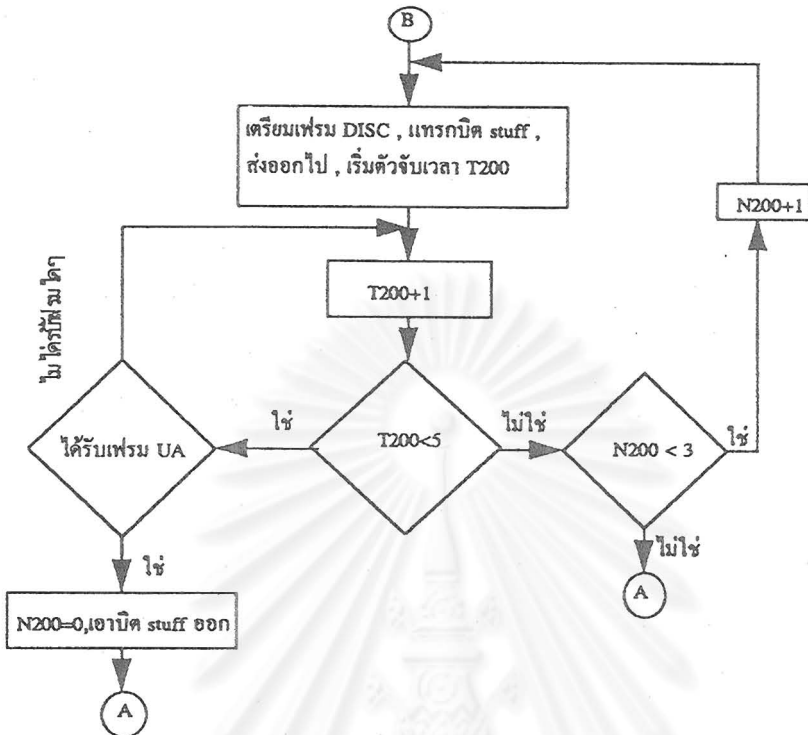 B
เตรียมเฟรม DISC , แทรกบิต stuff ,
ส่งออกไป , เริ่มตัวจับเวลา T200
N200+1
ไม่ได้รับเฟรมใดๆ
T200+1
ได้รับเฟรม UA
ใช่
T200<5
ไม่ใช่
N200 < 3
ใช่
ใช่
ไม่ใช่
N200=0,เอาบิต stuff ออก
A
A